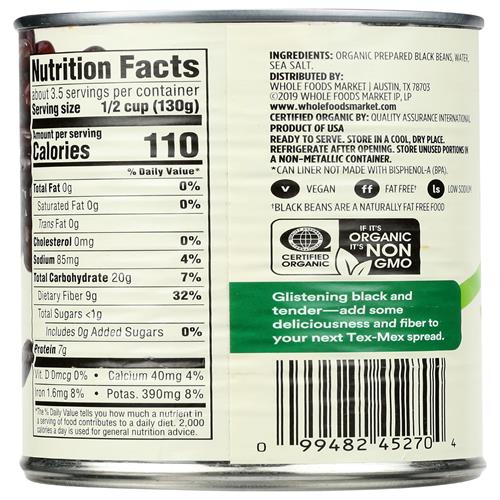 Nutrition Facts
about 3.5 servings per container
Serving size 1/2 cup (130g)
Amount per serving
Calories 110
% Daily Value*
Total Fat 0g 0%
Saturated Fat 0g 0%
Trans Fat 0g
Cholesterol 0mg 0%
Sodium 85mg 4%
Total Carbohydrate 20g 7%
Dietary Fiber 9g 32%
Total Sugars <1g
Includes 0g Added Sugars 0%
Protein 7g
Vit. D 0mcg 0% • Calcium 40mg 4%
Iron 1.6mg 8% • Potas. 390mg 8%
*The % Daily Value tells you how much a nutrient in
a serving of food contributes to a daily diet. 2,000
calories a day is used for general nutrition advice.
INGREDIENTS: ORGANIC PREPARED BLACK BEANS, WATER,
SEA SALT.
DISTRIBUTED BY:
WHOLE FOODS MARKET | AUSTIN, TX 78703
©2019 WHOLE FOODS MARKET IP, LP
www.wholefoodsmarket.com
CERTIFIED ORGANIC BY: QUALITY ASSURANCE INTERNATIONAL
PRODUCT OF USA
READY TO SERVE. STORE IN A COOL, DRY PLACE.
REFRIGERATE AFTER OPENING. STORE UNUSED PORTIONS IN
A NON-METALLIC CONTAINER.
*CAN LINER NOT MADE WITH BISPHENOL-A (BPA).
v VEGAN ff FAT FREE† ls LOW SODIUM
†BLACK BEANS ARE A NATURALLY FAT FREE FOOD
QAI
CERTIFIED
ORGANIC
IF IT'S
ORGANIC
IT'S NON
GMO
Glistening black and
tender—add some
deliciousness and fiber to
your next Tex-Mex spread.
0 99482 45270 4